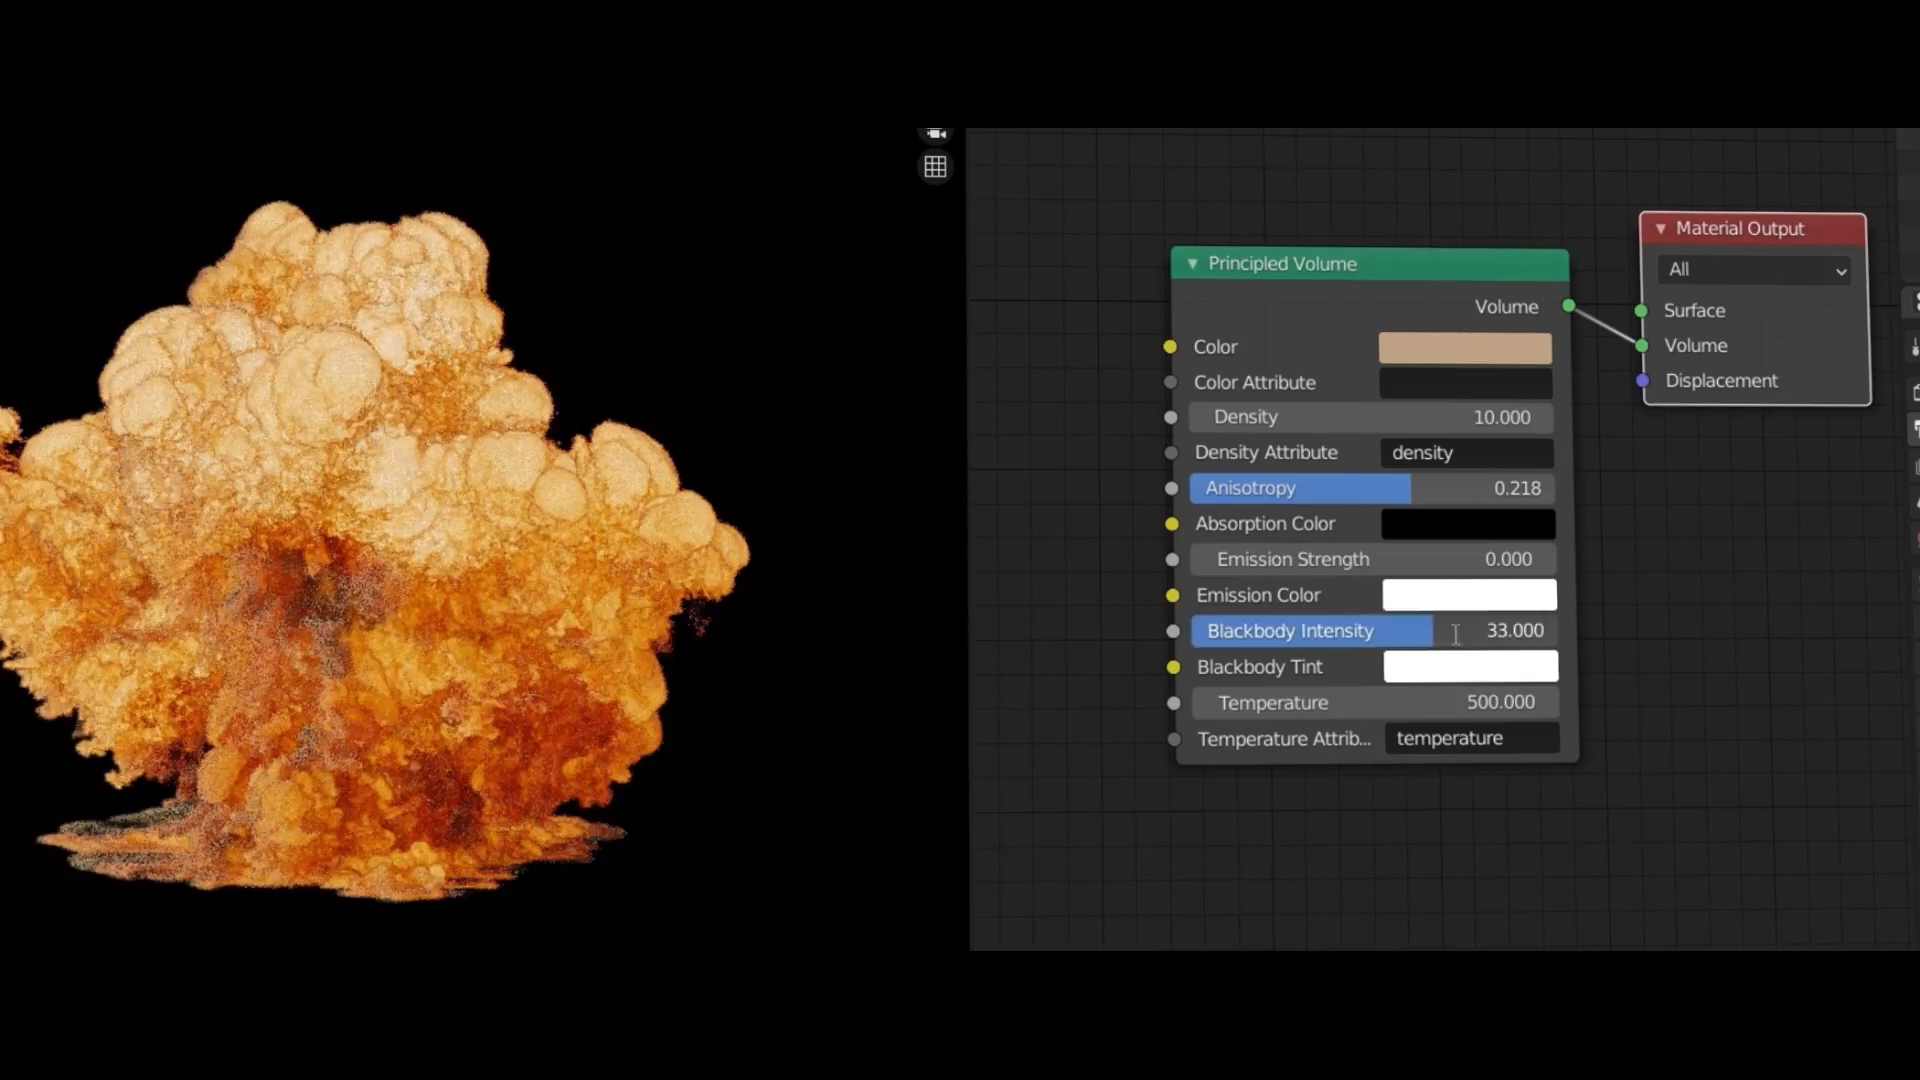 Principled Volume
Volume
Color
Color Attribute
Density 10.000
Density Attribute density
Anisotropy 0.218
Absorption Color
Emission Strength 0.000
Emission Color
Blackbody Intensity 33.000
Blackbody Tint
Temperature 500.000
Temperature Attrib... temperature
Material Output
All
Surface
Volume
Displacement